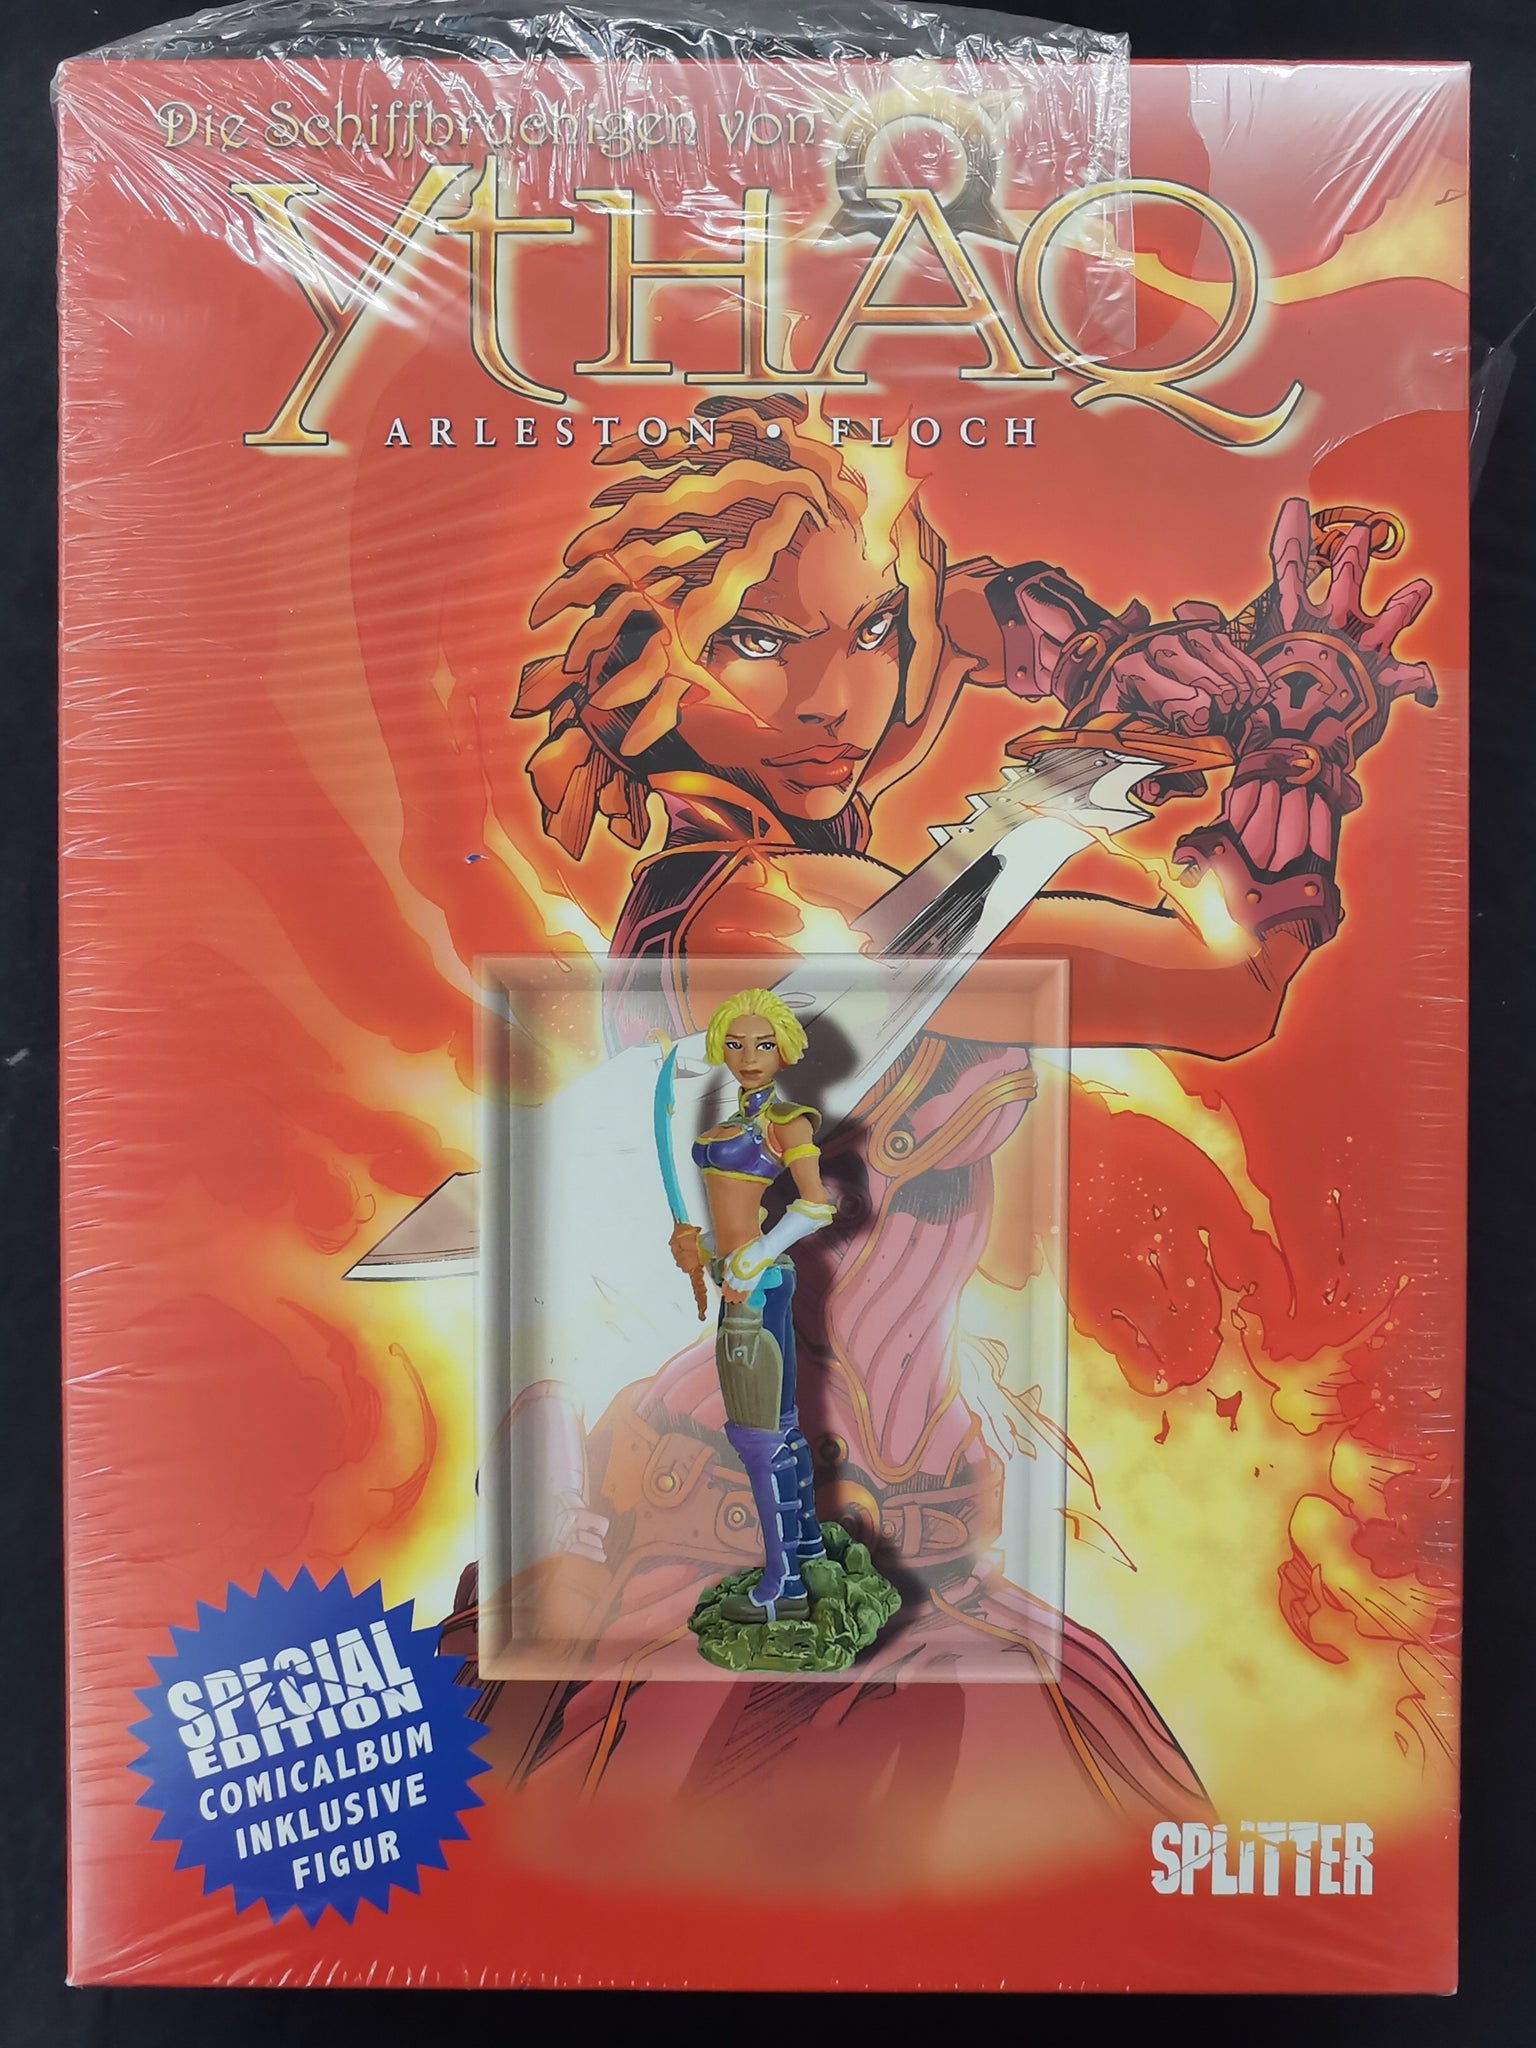 Die Schiffbrüchigen von
YTHAQ
ARLESTON • FLOCH
SPECIAL
EDITION
COMICALBUM
INKLUSIVE
FIGUR
SPLITTER